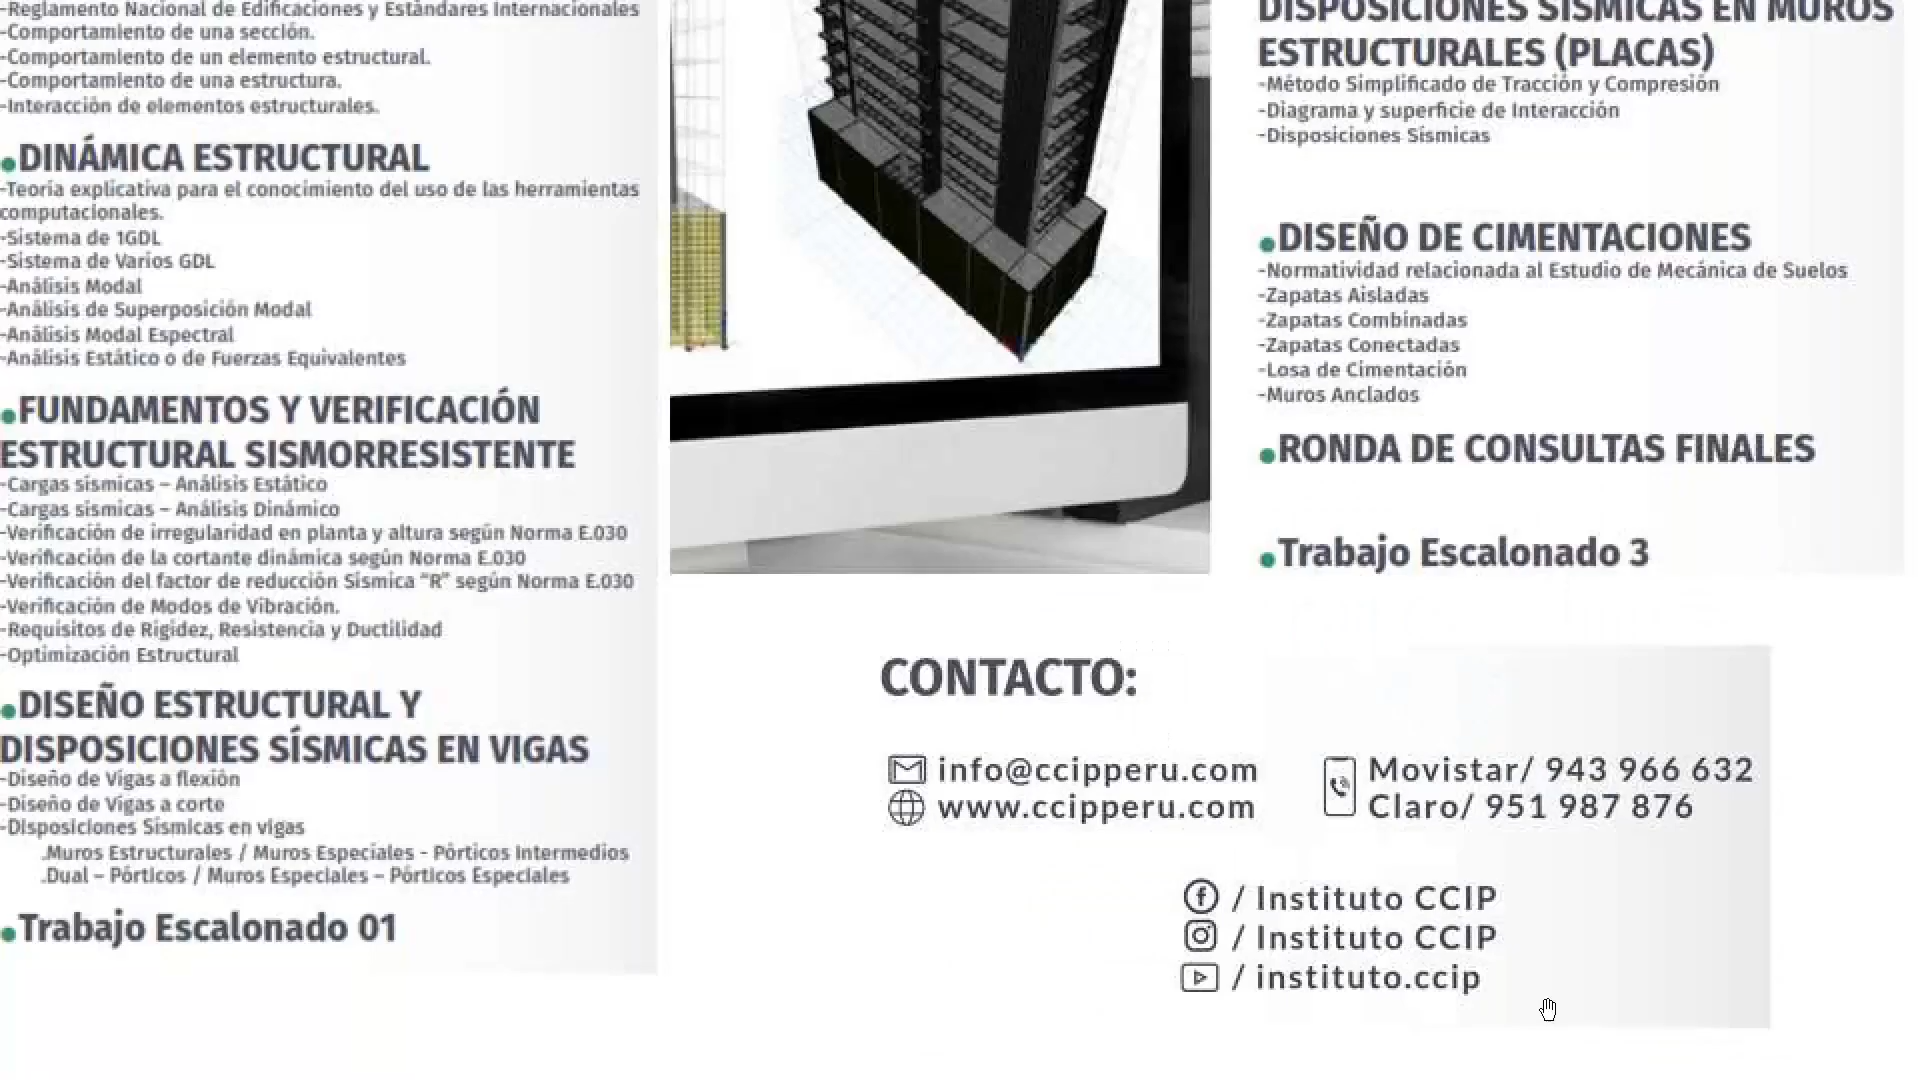 -Reglamento Nacional de Edificaciones y Estándares Internacionales
-Comportamiento de una sección.
-Comportamiento de un elemento estructural.
-Comportamiento de una estructura.
-Interacción de elementos estructurales.
•DINÁMICA ESTRUCTURAL
-Teoría explicativa para el conocimiento del uso de las herramientas
computacionales.
-Sistema de 1GDL
-Sistema de Varios GDL
-Análisis Modal
-Análisis de Superposición Modal
-Análisis Modal Espectral
-Análisis Estático o de Fuerzas Equivalentes
•FUNDAMENTOS Y VERIFICACIÓN
ESTRUCTURAL SISMORRESISTENTE
-Cargas sísmicas – Análisis Estático
-Cargas sísmicas – Análisis Dinámico
-Verificación de irregularidad en planta y altura según Norma E.030
-Verificación de la cortante dinámica según Norma E.030
-Verificación del factor de reducción Sísmica “R” según Norma E.030
-Verificación de Modos de Vibración.
-Requisitos de Rigidez, Resistencia y Ductilidad
-Optimización Estructural
•DISEÑO ESTRUCTURAL Y
DISPOSICIONES SÍSMICAS EN VIGAS
-Diseño de Vigas a flexión
-Diseño de Vigas a corte
-Disposiciones Sísmicas en vigas
.Muros Estructurales / Muros Especiales - Pórticos Intermedios
.Dual – Pórticos / Muros Especiales – Pórticos Especiales
•Trabajo Escalonado 01
DISPOSICIONES SÍSMICAS EN MUROS
ESTRUCTURALES (PLACAS)
-Método Simplificado de Tracción y Compresión
-Diagrama y superficie de Interacción
-Disposiciones Sísmicas
•DISEÑO DE CIMENTACIONES
-Normatividad relacionada al Estudio de Mecánica de Suelos
-Zapatas Aisladas
-Zapatas Combinadas
-Zapatas Conectadas
-Losa de Cimentación
-Muros Anclados
•RONDA DE CONSULTAS FINALES
•Trabajo Escalonado 3
CONTACTO:
info@ccipperu.com
www.ccipperu.com
Movistar/ 943 966 632
Claro/ 951 987 876
/ Instituto CCIP
/ Instituto CCIP
/ instituto.ccip